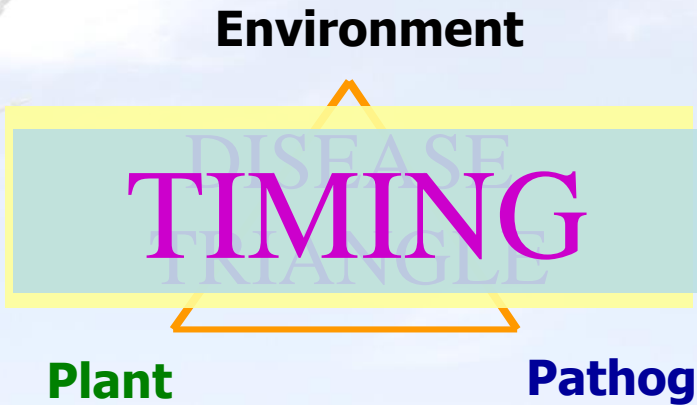 Environment
DISEASE
TIMING
TRIANGLE
Plant
Pathog